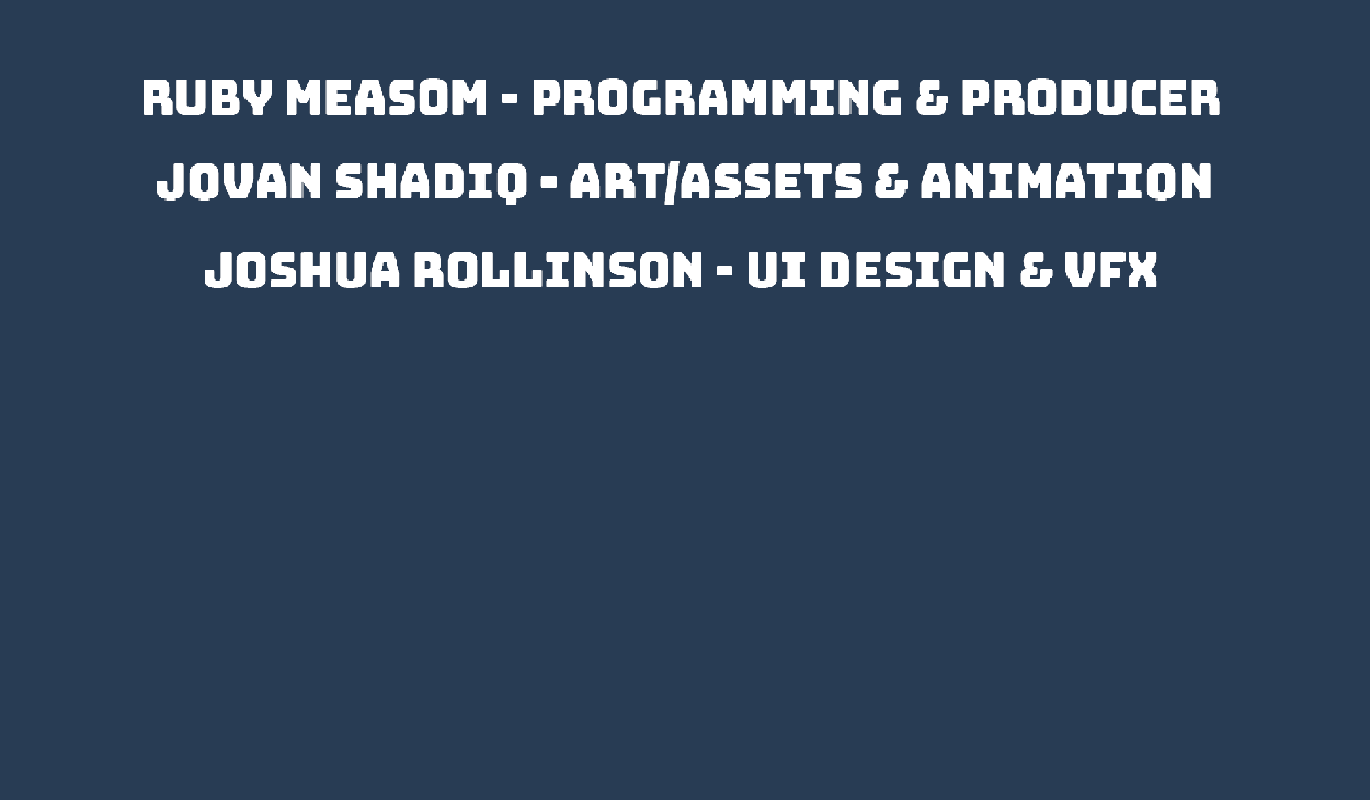 RUBY MEASOM - PROGRAMMING & PRODUCER
JOVAN SHADIQ - ART/ASSETS & ANIMATION
JOSHUA ROLLINSON - UI DESIGN & VFX